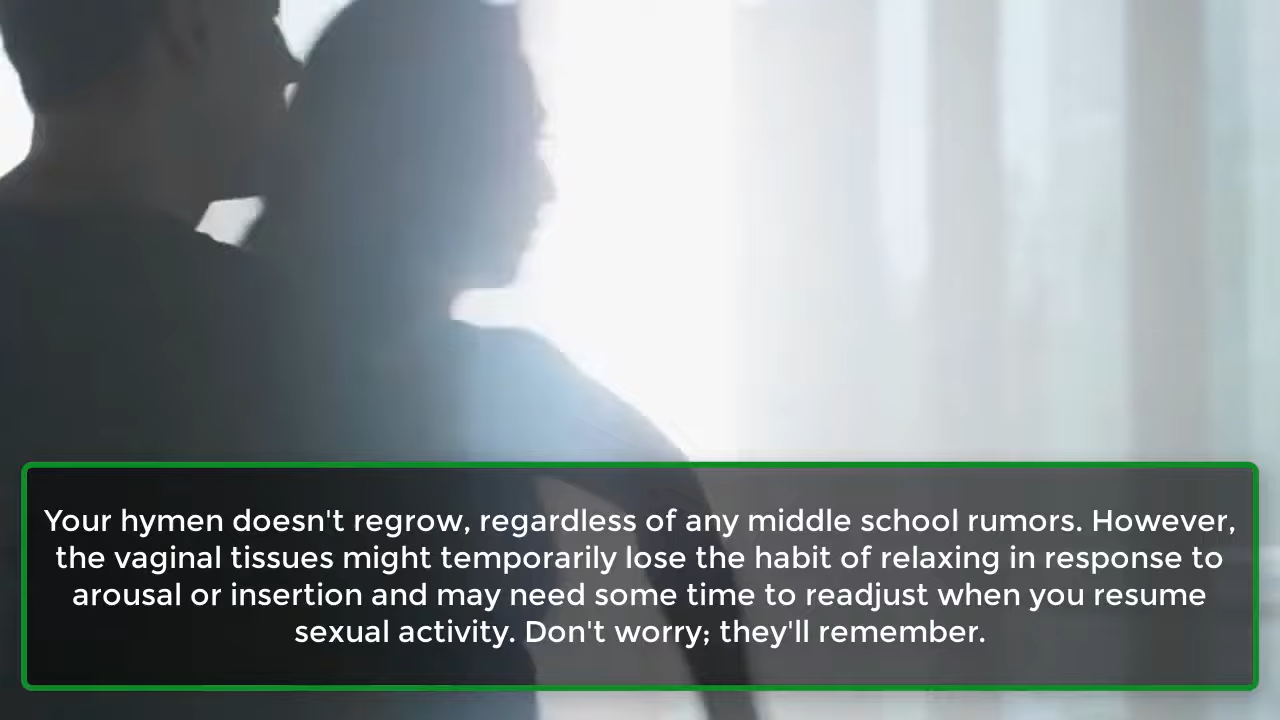 Your hymen doesn't regrow, regardless of any middle school rumors. However,
the vaginal tissues might temporarily lose the habit of relaxing in response to
arousal or insertion and may need some time to readjust when you resume
sexual activity. Don't worry; they'll remember.